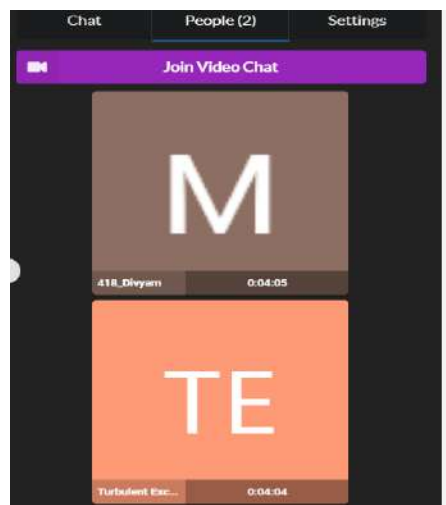 Chat People (2) Settings
Join Video Chat
M
418_Divyam 0:04:05
TE
Turbulent Exc... 0:04:04